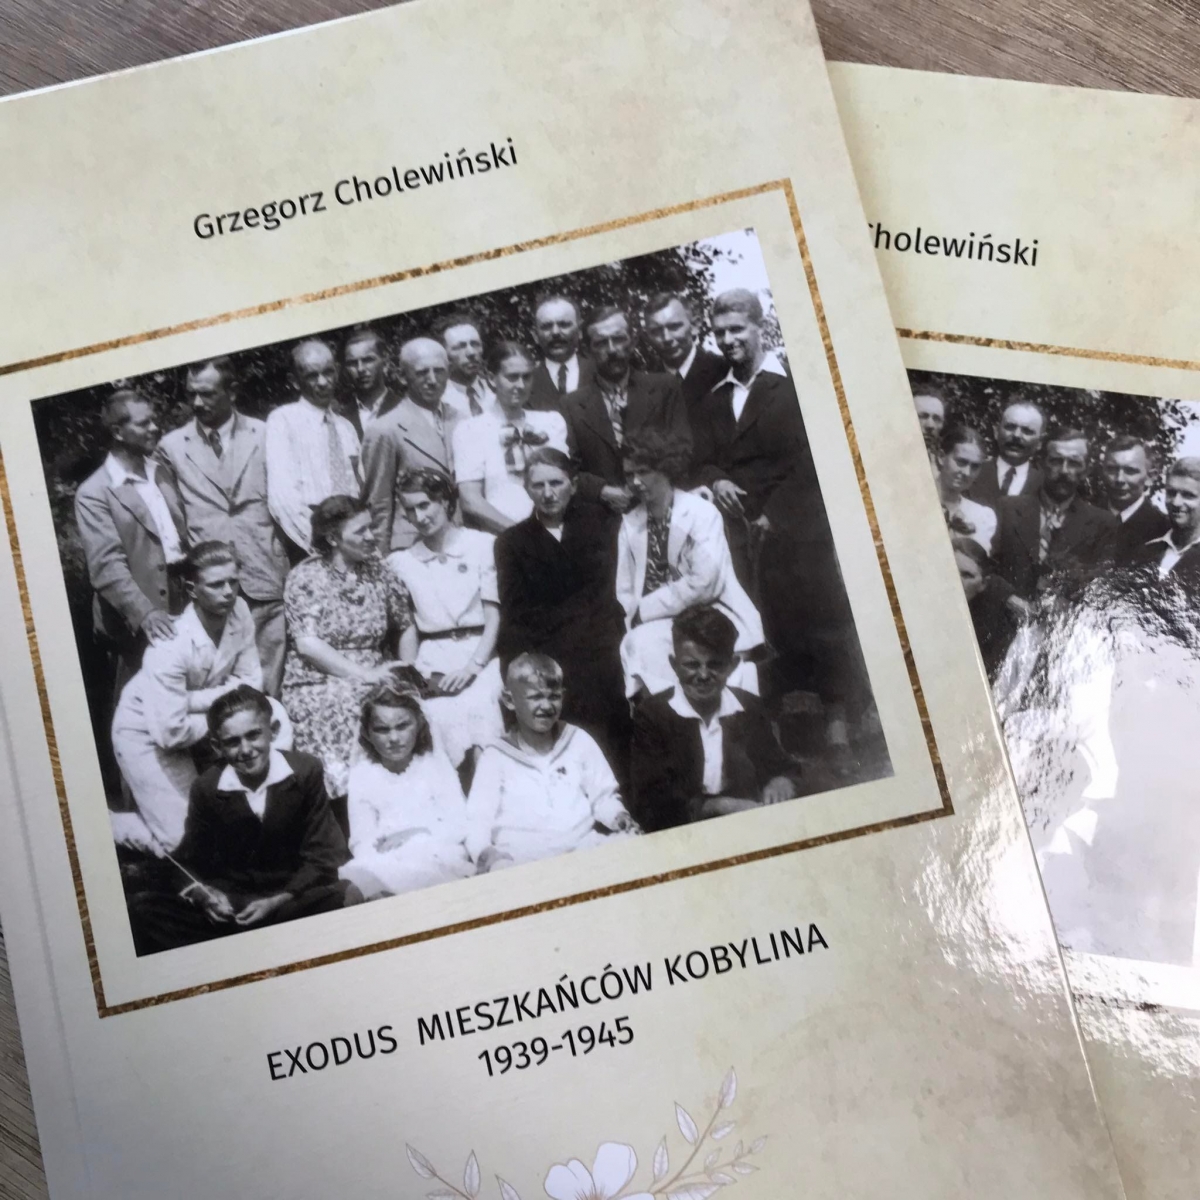 Grzegorz Cholewiński
EXODUS MIESZKAŃCÓW KOBYLINA
1939-1945
Cholewiński